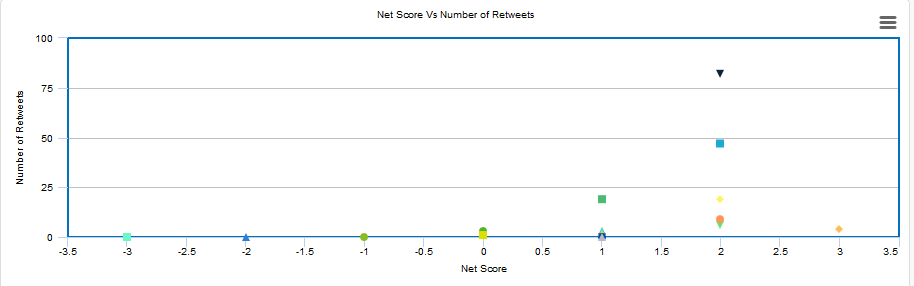 Net Score Vs Number of Retweets
100
75
50
25
0
Number of Retweets
-3.5 -3 -2.5 -2 -1.5 -1 -0.5 0 0.5 1 1.5 2 2.5 3 3.5
Net Score